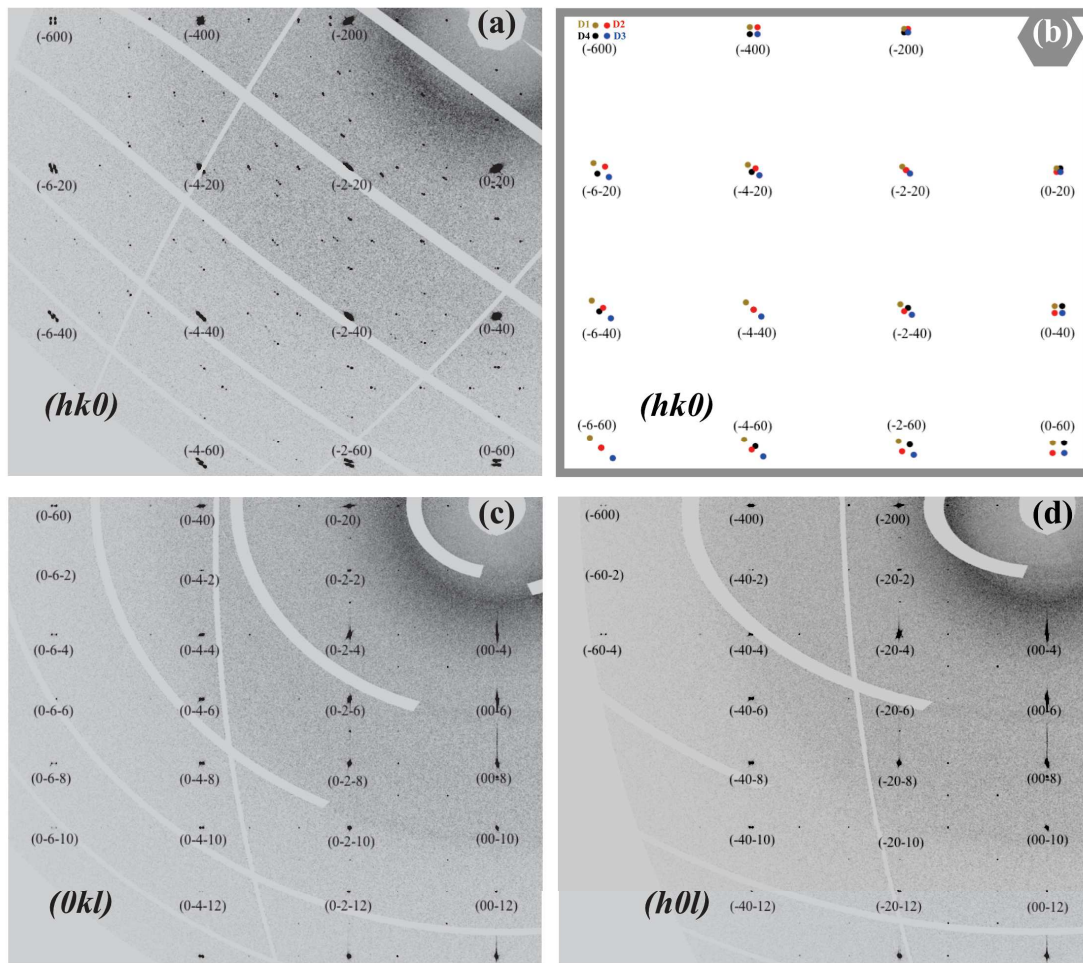 (a)
(-600) (-400) (-200)
(-6-20) (-4-20) (-2-20) (0-20)
(-6-40) (-4-40) (-2-40) (0-40)
(hk0)
(-4-60) (-2-60) (0-60)
(b)
D1 D2
D4 D3
(-600) (-400) (-200)
(-6-20) (-4-20) (-2-20) (0-20)
(-6-40) (-4-40) (-2-40) (0-40)
(hk0)
(-6-60) (-4-60) (-2-60) (0-60)
(c)
(0-60) (0-40) (0-20)
(0-6-2) (0-4-2) (0-2-2)
(0-6-4) (0-4-4) (0-2-4) (00-4)
(0-6-6) (0-4-6) (0-2-6) (00-6)
(0-6-8) (0-4-8) (0-2-8) (00-8)
(0-6-10) (0-4-10) (0-2-10) (00-10)
(0kl)
(0-4-12) (0-2-12) (00-12)
(d)
(-600) (-400) (-200)
(-60-2) (-40-2) (-20-2)
(-60-4) (-40-4) (-20-4) (00-4)
(-40-6) (-20-6) (00-6)
(-40-8) (-20-8) (00-8)
(-40-10) (-20-10) (00-10)
(h0l)
(-40-12) (-20-12) (00-12)